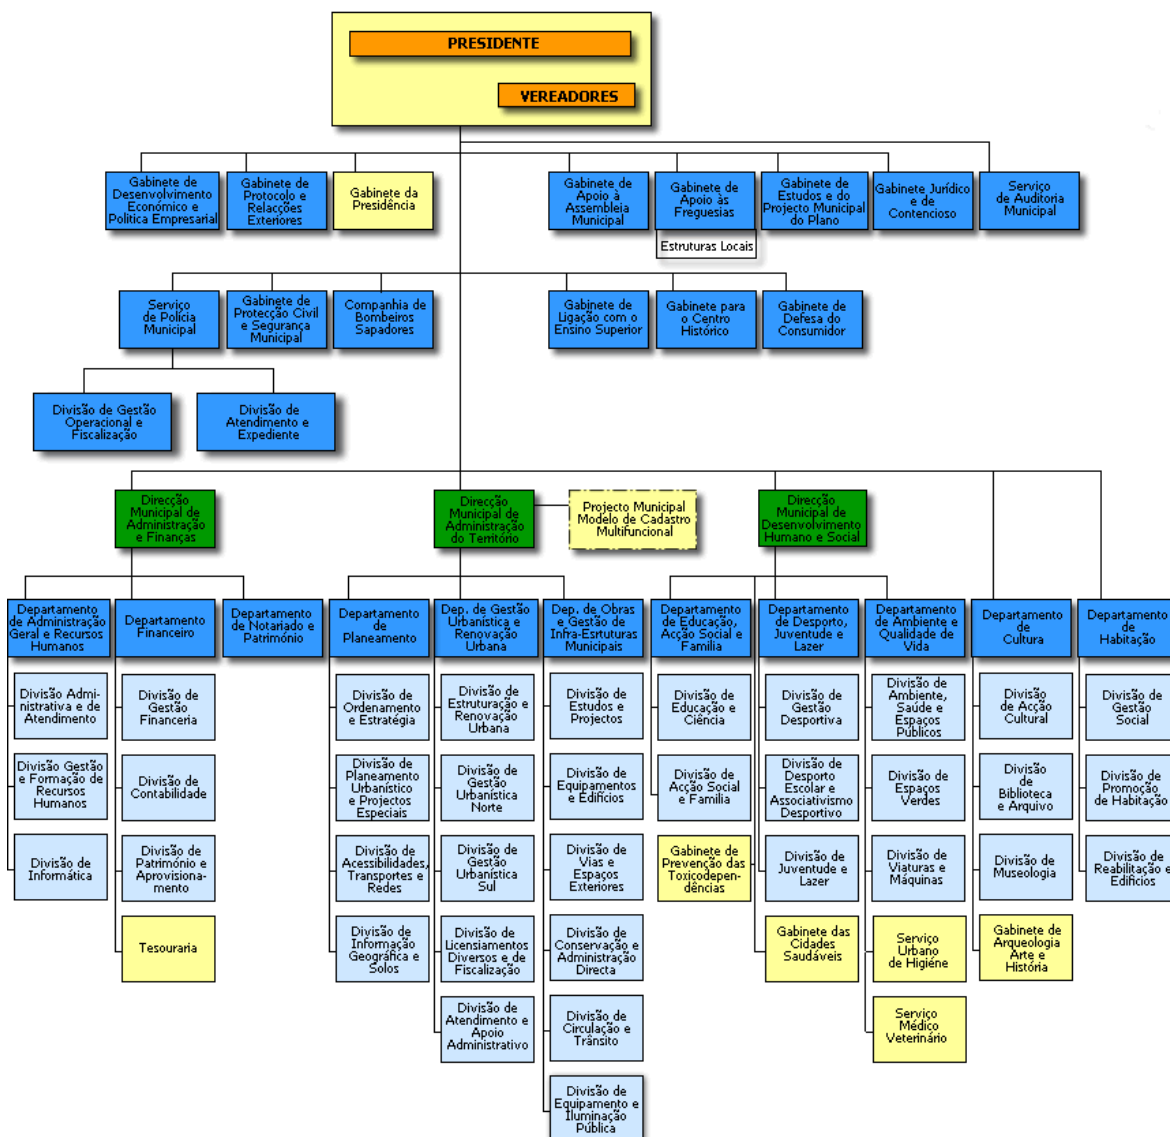 PRESIDENTE
VEREADORES
Gabinete de
Desenvolvimento
Económico e
Politica Empresarial
Gabinete de
Protocolo e
Relacções
Exteriores
Gabinete da
Presidência
Gabinete de
Apoio à
Assembleia
Municipal
Gabinete de
Apoio às
Freguesias
Estruturas Locais
Gabinete de
Estudos e do
Projecto Municipal
do Plano
Gabinete Jurídico
e de
Contencioso
Serviço
de Auditoria
Municipal
Serviço
de Polícia
Municipal
Gabinete de
Protecção Civil
e Segurança
Municipal
Companhia de
Bombeiros
Sapadores
Gabinete de
Ligação com o
Ensino Superior
Gabinete para
o Centro
Histórico
Gabinete de
Defesa do
Consumidor
Divisão de Gestão
Operacional e
Fiscalização
Divisão de
Atendimento e
Expediente
Direcção
Municipal de
Administração
e Finanças
Direcção
Municipal de
Administração
do Território
Projecto Municipal
Modelo de Cadastro
Multifuncional
Direcção
Municipal de
Desenvolvimento
Humano e Social
Departamento
de Administração
Geral e Recursos
Humanos
Departamento
Financeiro
Departamento
de Notariado e
Património
Departamento
de
Planeamento
Dep. de Gestão
Urbanística e
Renovação
Urbana
Dep. de Obras
e Gestão de
Infra-Esrtuturas
Municipais
Departamento
de Educação,
Acção Social e
Familia
Departamento
de Desporto,
Juventude e
Lazer
Departamento
de Ambiente e
Qualidade de
Vida
Departamento
de
Cultura
Departamento
de
Habitação
Divisão Admi-
nistrativa e de
Atendimento
Divisão de
Gestão
Financeria
Divisão de
Ordenamento
e Estratégia
Divisão de
Estruturação e
Renovação
Urbana
Divisão de
Estudos e
Projectos
Divisão de
Educação e
Ciência
Divisão de
Gestão
Desportiva
Divisão de
Ambiente,
Saúde e
Espaços
Públicos
Divisão
de Acção
Cultural
Divisão de
Gestão
Social
Divisão Gestão
e Formação de
Recursos
Humanos
Divisão de
Contabilidade
Divisão de
Planeamento
Urbanístico
e Projectos
Especiais
Divisão de
Gestão
Urbanística
Norte
Divisão de
Equipamentos
e Edifícios
Divisão de
Acção Social
e Familia
Divisão de
Desporto
Escolar e
Associativismo
Desportivo
Divisão de
Espaços
Verdes
Divisão
de
Biblioteca
e Arquivo
Divisão de
Promoção
de Habitação
Divisão de
Informática
Divisão de
Património e
Aprovisiona-
mento
Divisão de
Acessibilidades,
Transportes e
Redes
Divisão de
Gestão
Urbanística
Sul
Divisão de
Vias e
Espaços
Exteriores
Gabinete de
Prevenção das
Toxicodepen-
dências
Divisão de
Juventude e
Lazer
Divisão de
Viaturas e
Máquinas
Divisão de
Museologia
Divisão de
Reabilitação e
Edificios
Tesouraria
Divisão de
Informação
Geográfica e
Solos
Divisão de
Licensiamentos
Diversos e de
Fiscalização
Divisão de
Conservação e
Administração
Directa
Gabinete das
Cidades
Saudáveis
Serviço
Urbano
de Higiéne
Gabinete de
Arqueologia
Arte e
História
Divisão de
Atendimento e
Apoio
Administrativo
Divisão de
Circulação e
Trânsito
Serviço
Médico
Veterinário
Divisão de
Equipamento e
Iluminação
Pública